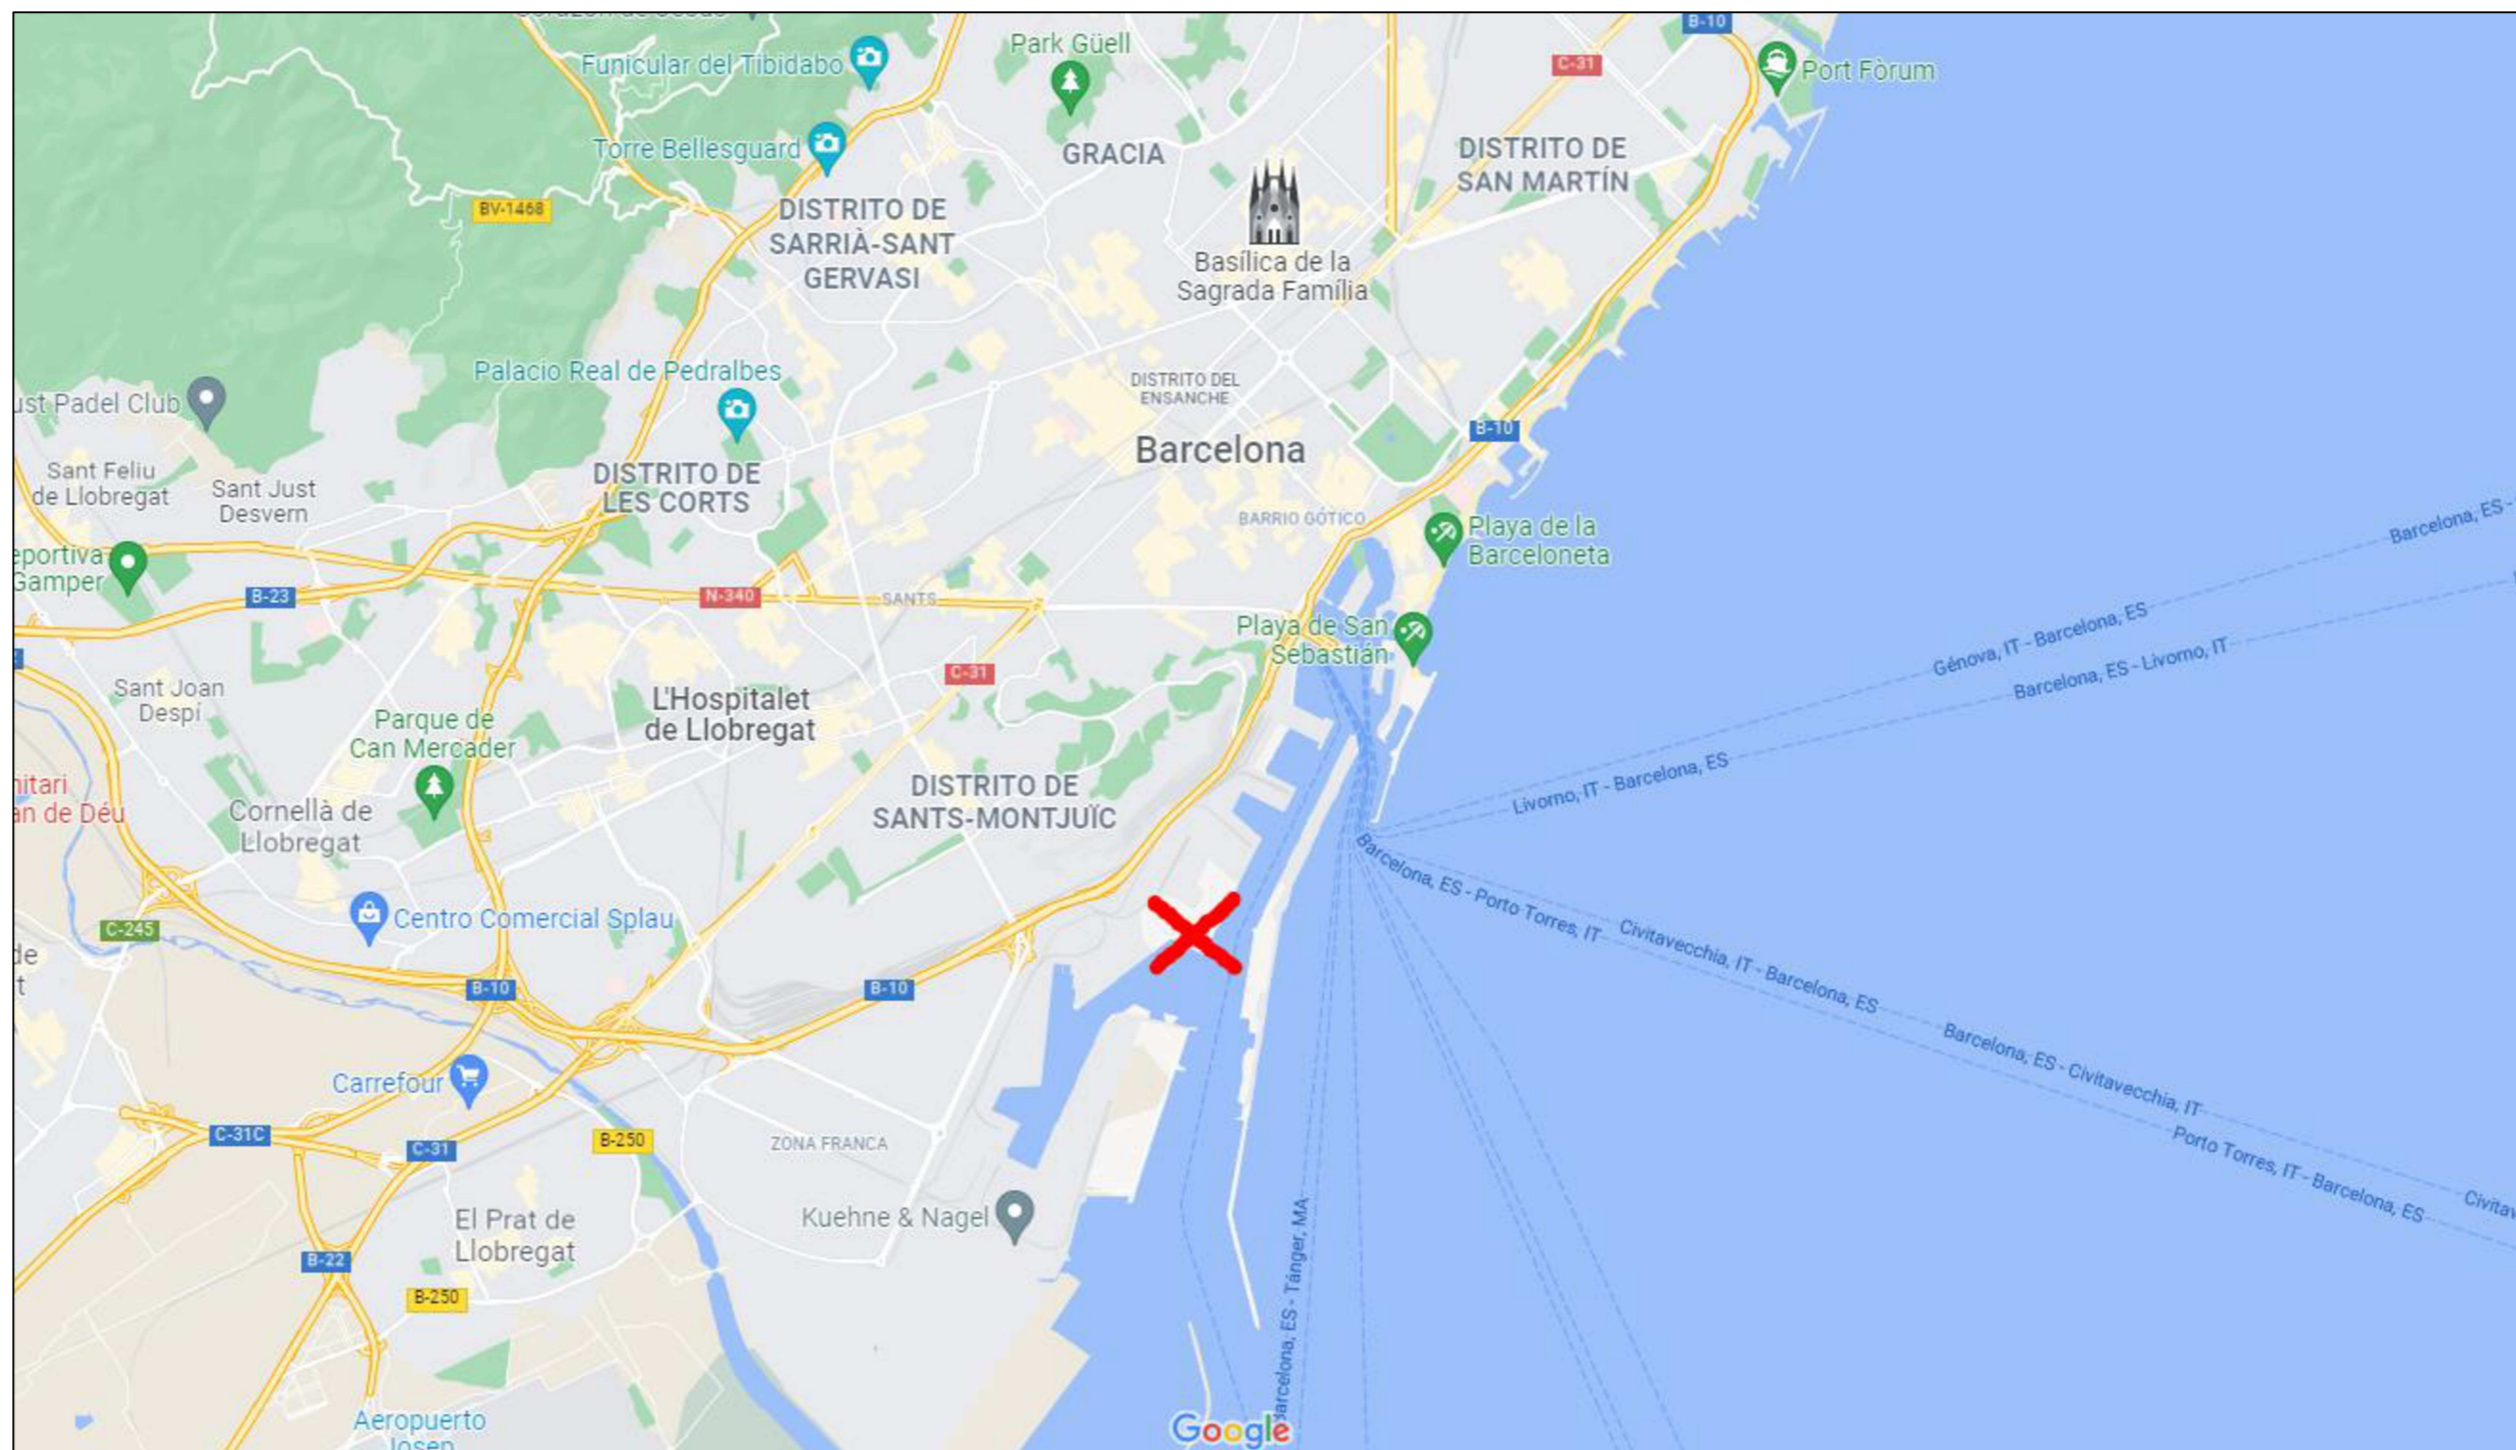 B-10
Park Güell
Funicular del Tibidabo
C-31
Port Fòrum
Torre Bellesguard
GRACIA
DISTRITO DE
SAN MARTÍN
BV-1468
DISTRITO DE
SARRIÀ-SANT
GERVASI
Basílica de la
Sagrada Família
Palacio Real de Pedralbes
DISTRITO DEL
ENSANCHE
ust Padel Club
B-10
Barcelona
Sant Feliu
de Llobregat
Sant Just
Desvern
DISTRITO DE
LES CORTS
BARRIO GÓTICO
Playa de la
Barceloneta
Barcelona, ES -
eportiva
Gamper
B-23
N-340
SANTS
Playa de San
Sebastián
Génova, IT - Barcelona, ES
Barcelona, ES - Livorno, IT
C-31
Sant Joan
Despí
L'Hospitalet
de Llobregat
Parque de
Can Mercader
Livorno, IT - Barcelona, ES
nitari
an de Déu
DISTRITO DE
SANTS-MONTJUÏC
Cornellà de
Llobregat
Barcelona, ES - Porto Torres, IT
Centro Comercial Splau
C-245
Civitavecchia, IT - Barcelona, ES
de
t
B-10
B-10
Barcelona, ES - Civitavecchia, IT
Carrefour
Porto Torres, IT - Barcelona, ES
C-31C
C-31
B-250
ZONA FRANCA
Civitav
El Prat de
Llobregat
Kuehne & Nagel
B-22
B-250
Barcelona, ES - Tánger, MA
Aeropuerto
Josep
Google